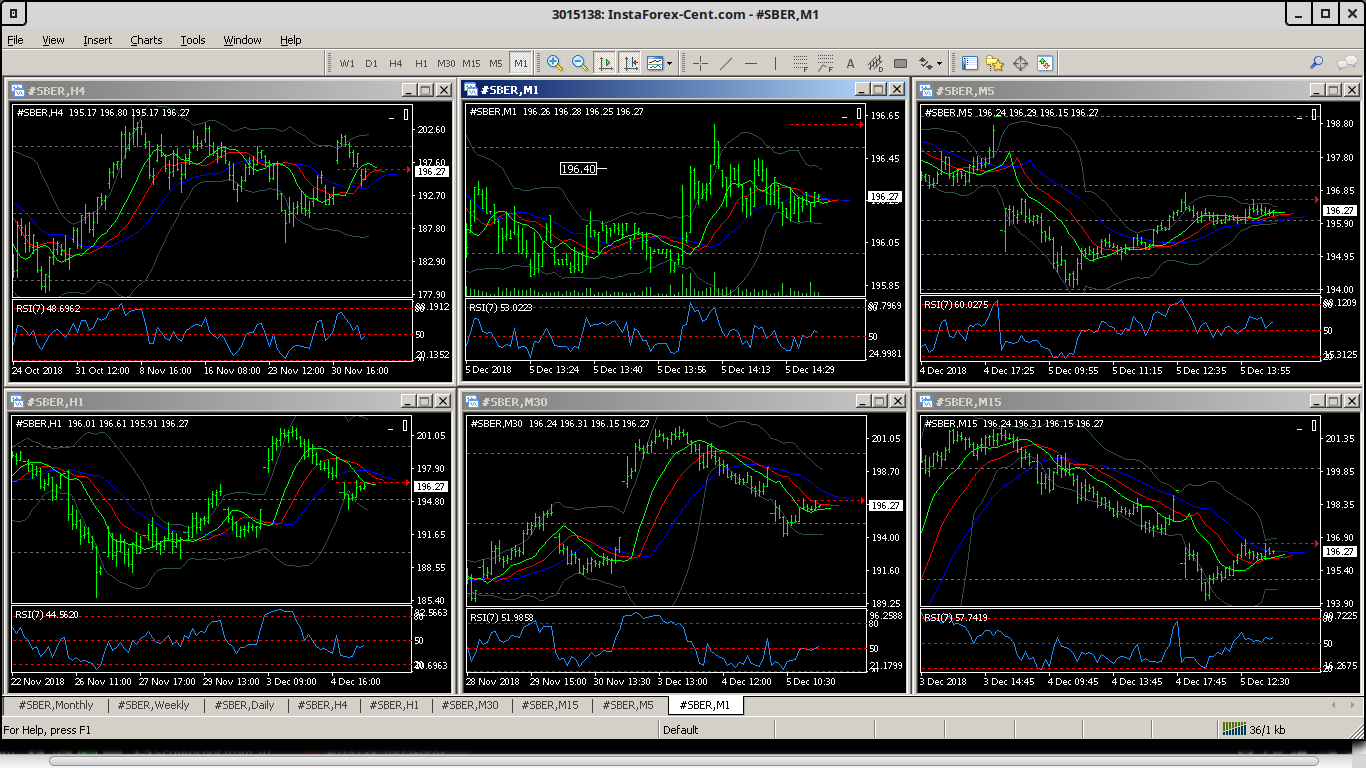 3015138: InstaForex-Cent.com - #SBER,M1
File View Insert Charts Tools Window Help
W1 D1 H4 H1 M30 M15 M5 M1
A
#SBER,H4
#SBER,H4 195.17 196.80 195.17 196.27
202.60
197.60
196.27
192.70
187.80
182.90
177.90
RSI(7) 48.6962
50
20.1352
24 Oct 2018 31 Oct 12:00 8 Nov 16:00 16 Nov 08:00 23 Nov 12:00 30 Nov 16:00
#SBER,M1
#SBER,M1 196.26 196.28 196.25 196.27
196.40
196.65
196.45
196.27
196.05
195.85
RSI(7) 53.0223
50
24.9981
5 Dec 2018 5 Dec 13:24 5 Dec 13:40 5 Dec 13:56 5 Dec 14:13 5 Dec 14:29
#SBER,M5
#SBER,M5 196.24 196.29 196.15 196.27
198.80
197.80
196.85
196.27
195.90
194.95
194.00
RSI(7) 60.0275
50
4 Dec 2018 4 Dec 17:25 5 Dec 09:55 5 Dec 11:15 5 Dec 12:35 5 Dec 13:55
#SBER,H1
#SBER,H1 196.01 196.61 195.91 196.27
201.05
197.90
196.27
194.80
191.65
188.55
185.40
RSI(7) 44.5620
50
22 Nov 2018 26 Nov 11:00 27 Nov 17:00 29 Nov 13:00 3 Dec 09:00 4 Dec 16:00
#SBER,M30
#SBER,M30 196.24 196.31 196.15 196.27
201.05
198.70
196.27
194.00
191.60
189.25
RSI(7) 51.9858
96.2588
80
50
21.1799
28 Nov 2018 29 Nov 15:00 30 Nov 13:30 3 Dec 13:00 4 Dec 12:00 5 Dec 10:30
#SBER,M15
#SBER,M15 196.24 196.31 196.15 196.27
201.35
199.85
198.35
196.90
196.27
195.40
193.90
RSI(7) 57.7419
50
3 Dec 2018 3 Dec 14:45 4 Dec 09:45 4 Dec 13:45 4 Dec 17:45 5 Dec 12:30
#SBER,Monthly #SBER,Weekly #SBER,Daily #SBER,H4 #SBER,H1 #SBER,M30 #SBER,M15 #SBER,M5 #SBER,M1
For Help, press F1 Default 36/1 kb